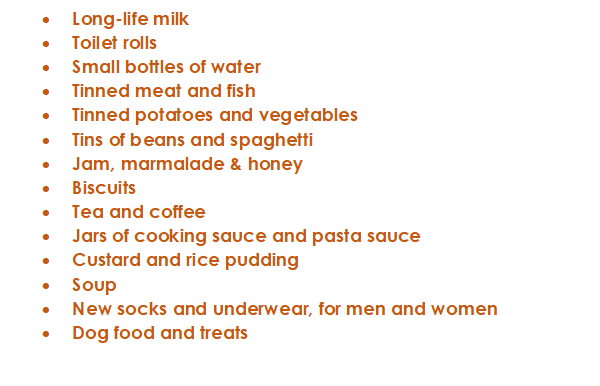 • Long-life milk
• Toilet rolls
• Small bottles of water
• Tinned meat and fish
• Tinned potatoes and vegetables
• Tins of beans and spaghetti
• Jam, marmalade & honey
• Biscuits
• Tea and coffee
• Jars of cooking sauce and pasta sauce
• Custard and rice pudding
• Soup
• New socks and underwear, for men and women
• Dog food and treats